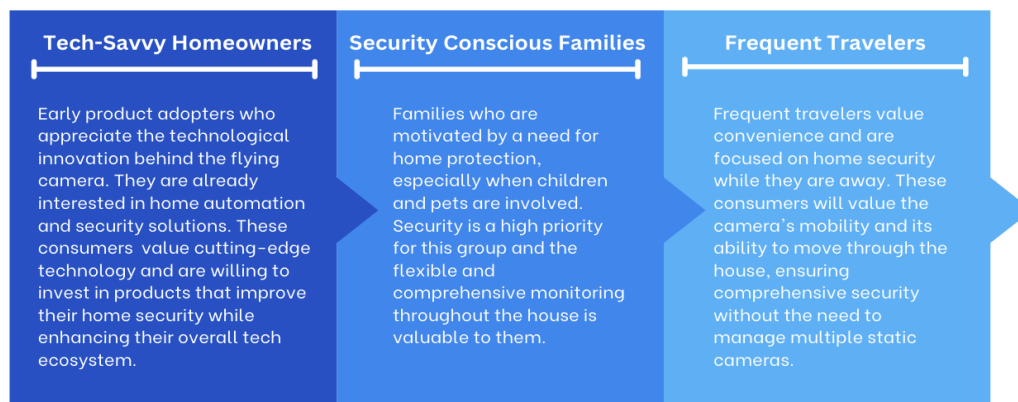 Tech-Savvy Homeowners
Early product adopters who
appreciate the technological
innovation behind the flying
camera. They are already
interested in home automation
and security solutions. These
consumers  value cutting-edge
technology and are willing to
invest in products that improve
their home security while
enhancing their overall tech
ecosystem.
Security Conscious Families
Families who are
motivated by a need for
home protection,
especially when children
and pets are involved.
Security is a high priority
for this group and the
flexible and
comprehensive monitoring
throughout the house is
valuable to them.
Frequent Travelers
Frequent travelers value
convenience and are
focused on home security
while they are away. These
consumers will value the
camera's mobility and its
ability to move through the
house, ensuring
comprehensive security
without the need to
manage multiple static
cameras.